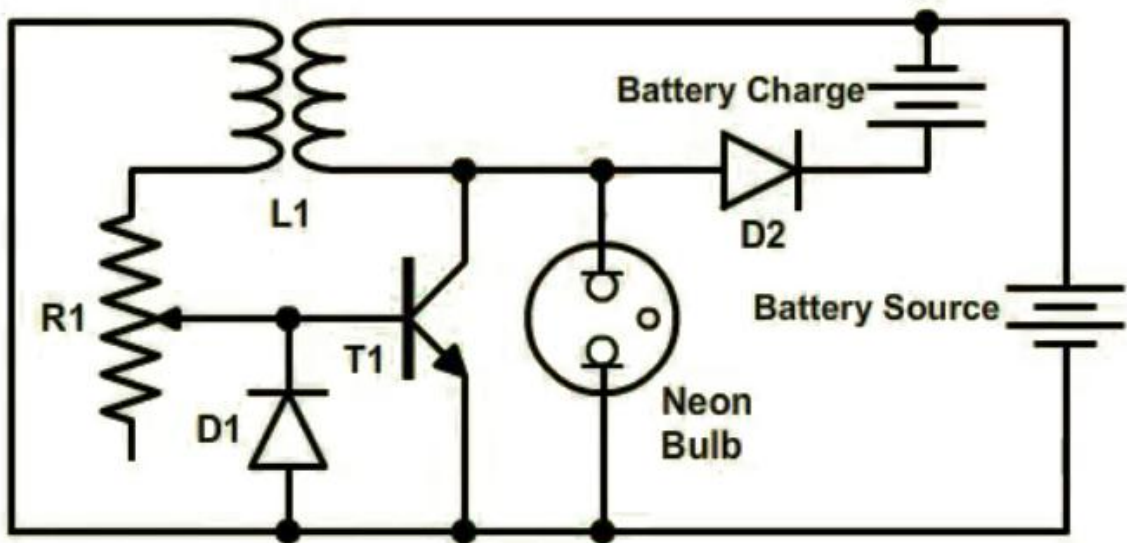 Battery Charge
L1
D2
R1
Battery Source
T1
D1
Neon
Bulb